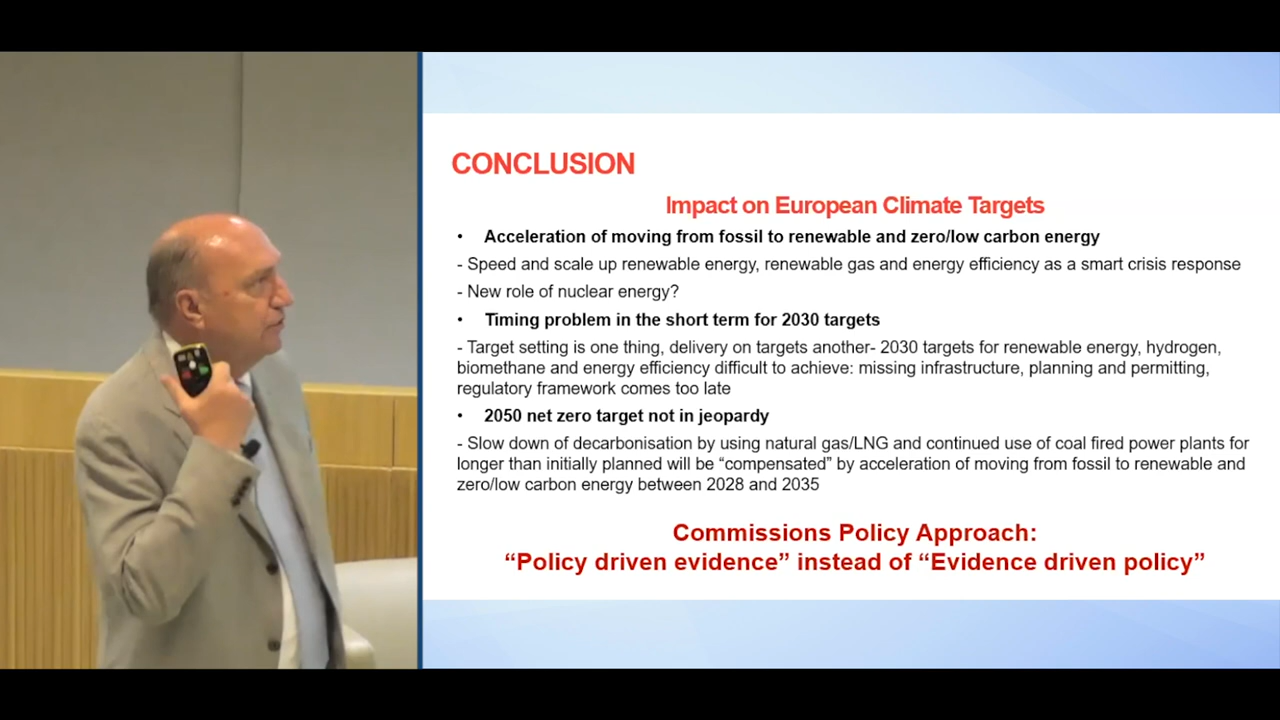 CONCLUSION
Impact on European Climate Targets
• Acceleration of moving from fossil to renewable and zero/low carbon energy
- Speed and scale up renewable energy, renewable gas and energy efficiency as a smart crisis response
- New role of nuclear energy?
• Timing problem in the short term for 2030 targets
- Target setting is one thing, delivery on targets another- 2030 targets for renewable energy, hydrogen,
biomethane and energy efficiency difficult to achieve: missing infrastructure, planning and permitting,
regulatory framework comes too late
• 2050 net zero target not in jeopardy
- Slow down of decarbonisation by using natural gas/LNG and continued use of coal fired power plants for
longer than initially planned will be “compensated” by acceleration of moving from fossil to renewable and
zero/low carbon energy between 2028 and 2035
Commissions Policy Approach:
“Policy driven evidence” instead of “Evidence driven policy”